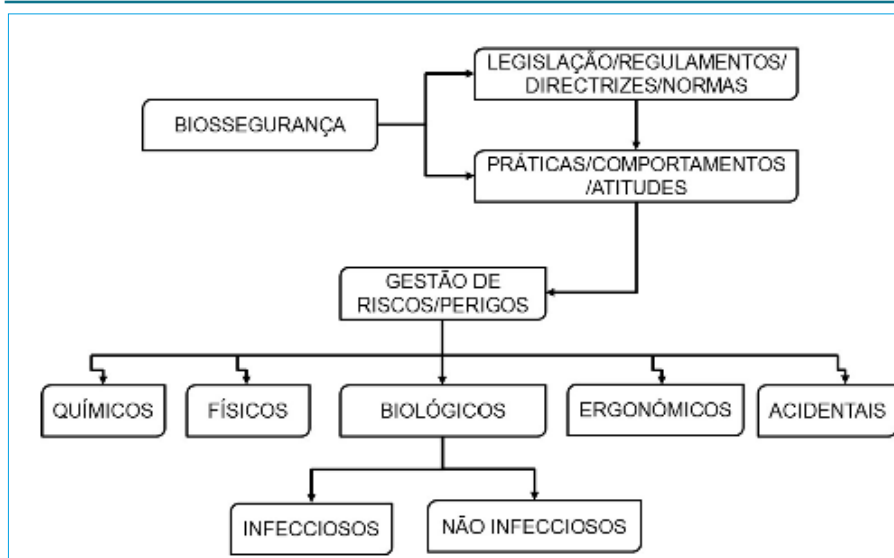 LEGISLAÇÃO/REGULAMENTOS/
DIRECTRIZES/NORMAS
BIOSSEGURANÇA
PRÁTICAS/COMPORTAMENTOS
/ATITUDES
GESTÃO DE
RISCOS/PERIGOS
QUÍMICOS
FÍSICOS
BIOLÓGICOS
ERGONÓMICOS
ACIDENTAIS
INFECCIOSOS
NÃO INFECCIOSOS